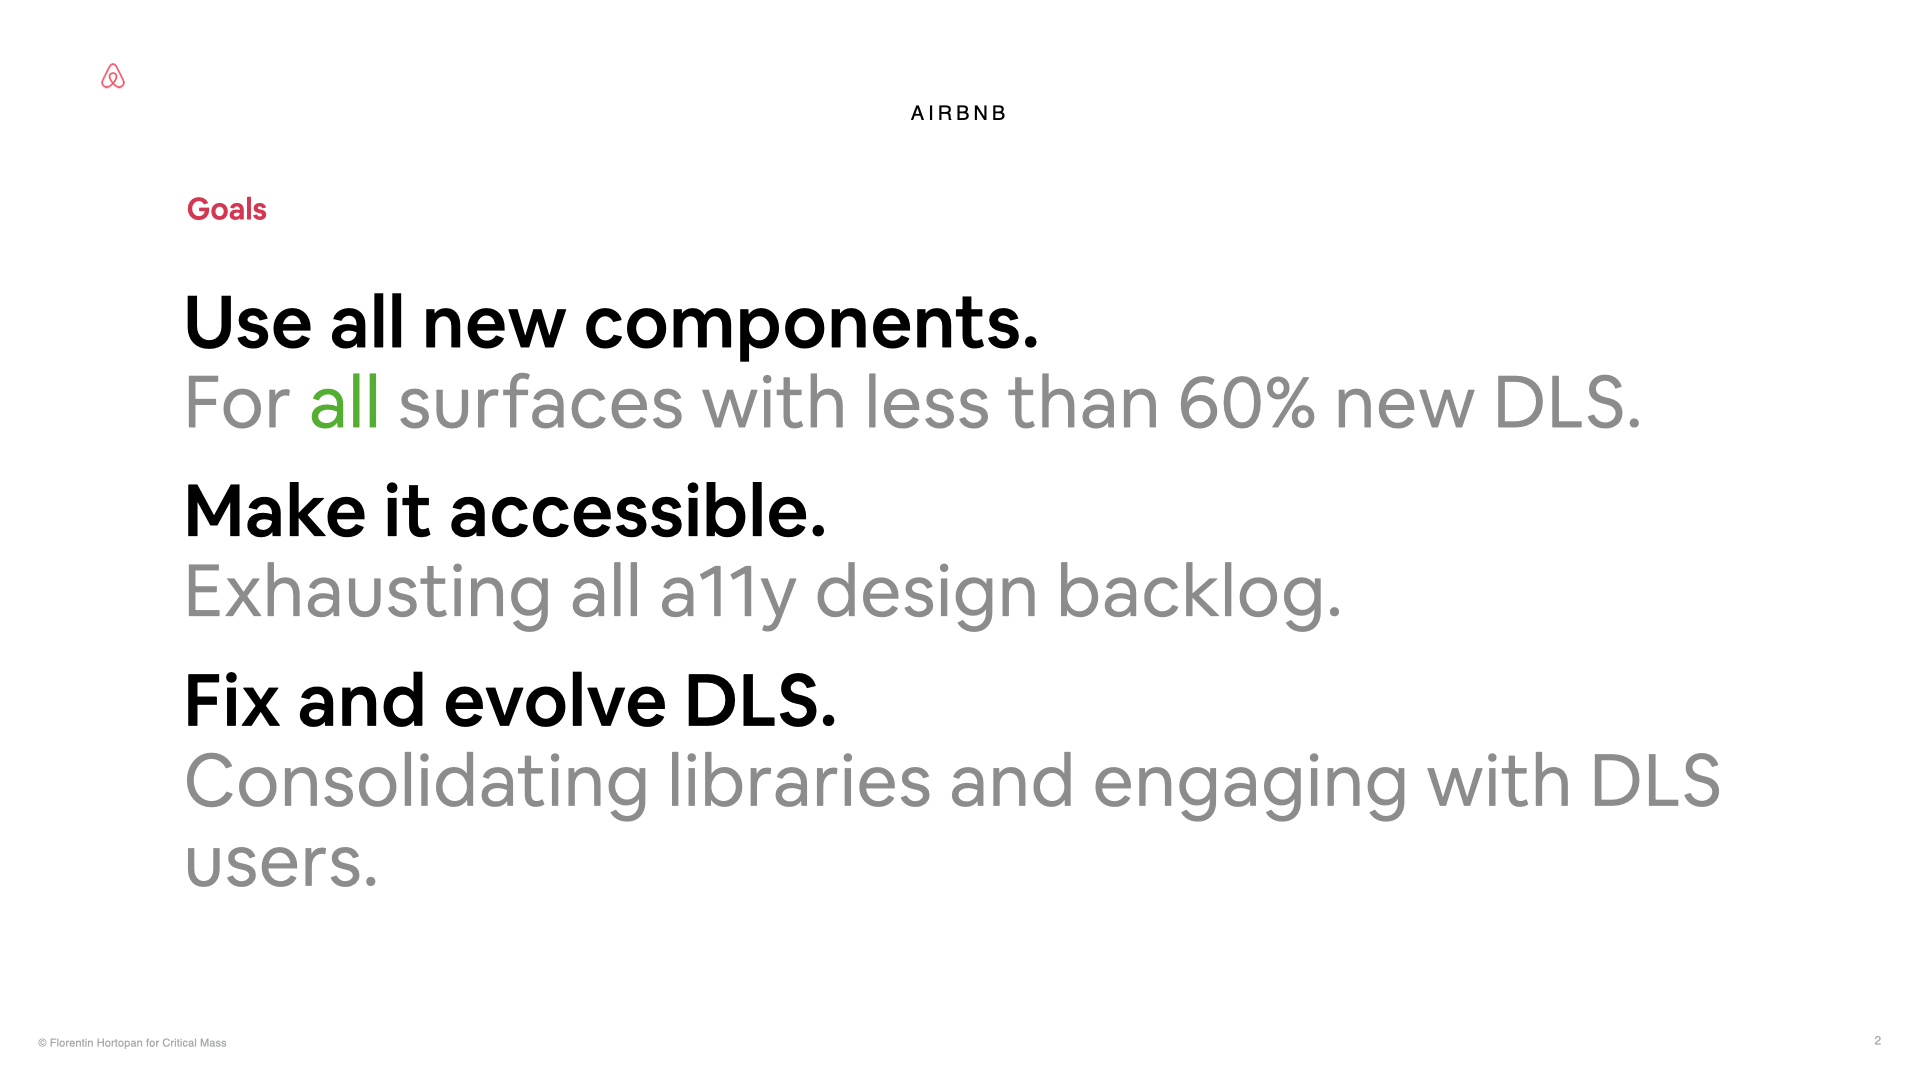 AIRBNB
Goals
Use all new components.
For all surfaces with less than 60% new DLS.
Make it accessible.
Exhausting all a11y design backlog.
Fix and evolve DLS.
Consolidating libraries and engaging with DLS
users.
© Florentin Hortopan for Critical Mass
2